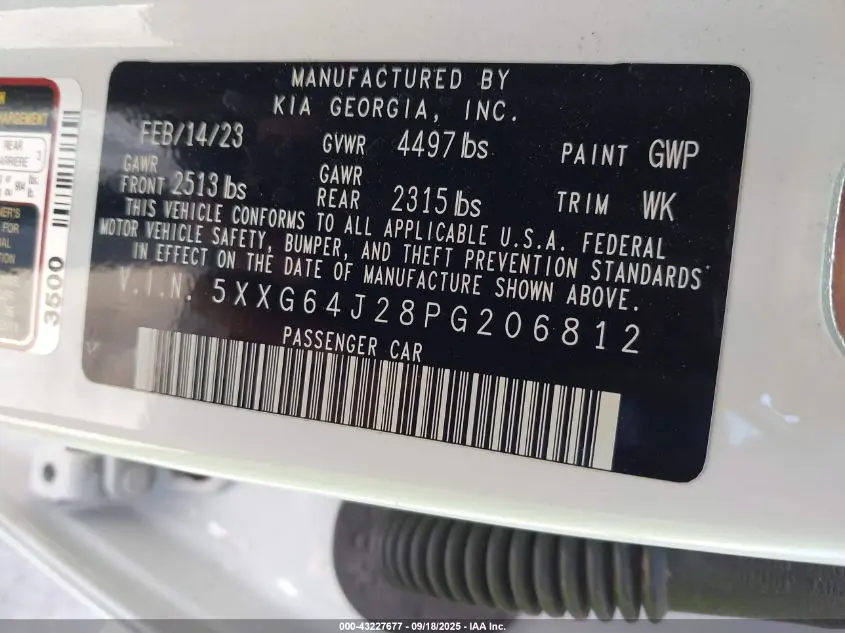 MANUFACTURED BY
KIA GEORGIA, INC.
FEB/14/23 GVWR 4497 lbs PAINT GWP
GAWR FRONT 2513 lbs GAWR REAR 2315 lbs TRIM WK
THIS VEHICLE CONFORMS TO ALL APPLICABLE U.S.A. FEDERAL
MOTOR VEHICLE SAFETY, BUMPER, AND THEFT PREVENTION STANDARDS
IN EFFECT ON THE DATE OF MANUFACTURE SHOWN ABOVE.
V.I.N. 5XXG64J28PG206812
PASSENGER CAR
REAR
3500
FOR
000-43227677 - 09/18/2025 - IAA Inc.